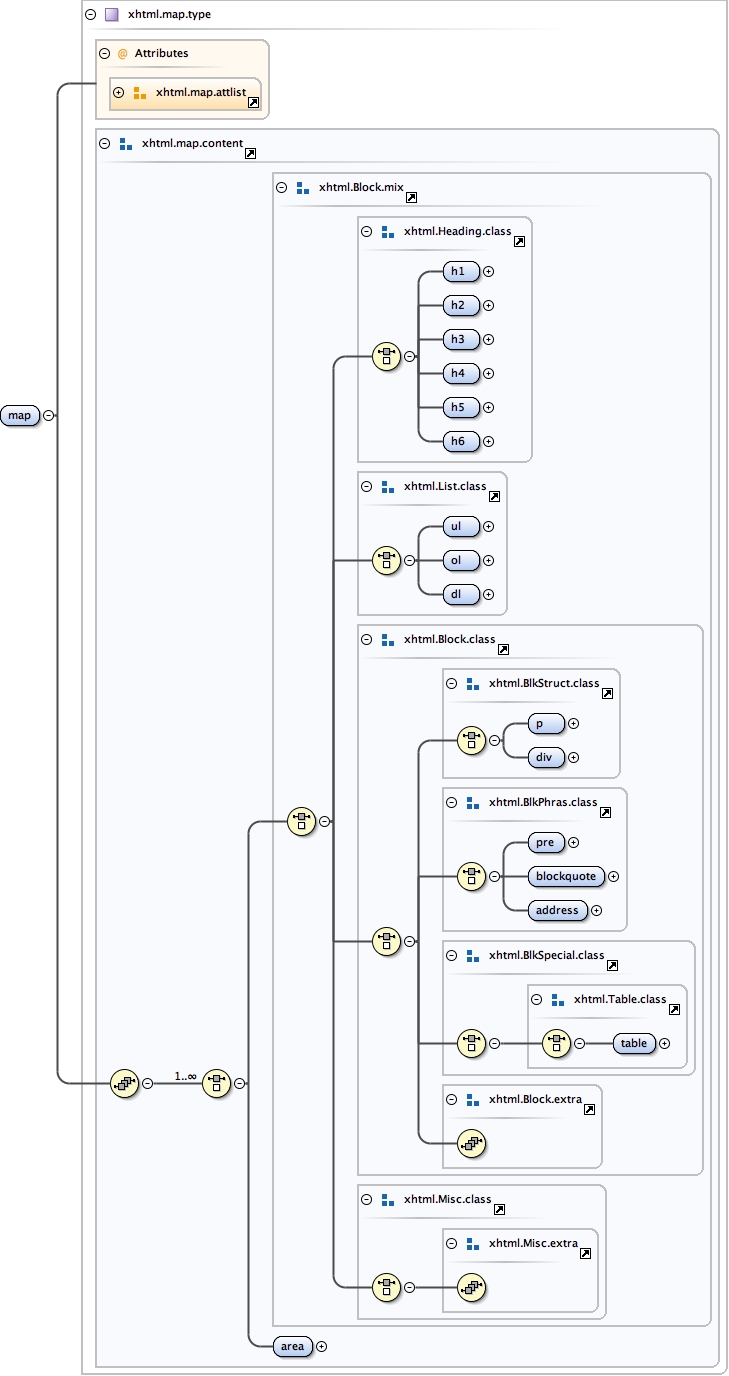 xhtml.map.type
@ Attributes
xhtml.map.attlist
xhtml.map.content
xhtml.Block.mix
xhtml.Heading.class
h1
h2
h3
h4
h5
h6
map
xhtml.List.class
ul
ol
dl
xhtml.Block.class
xhtml.BlkStruct.class
p
div
xhtml.BlkPhras.class
pre
blockquote
address
xhtml.BlkSpecial.class
xhtml.Table.class
table
1..∞
xhtml.Block.extra
xhtml.Misc.class
xhtml.Misc.extra
area